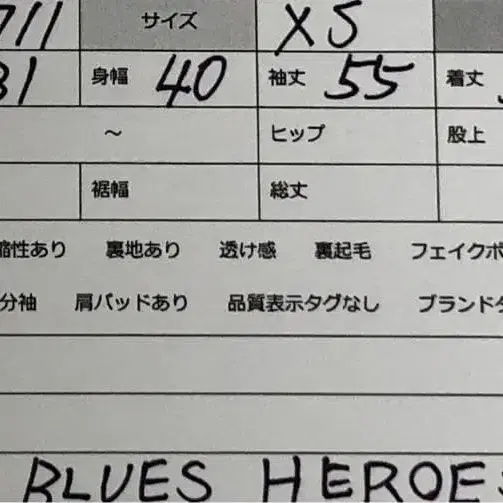 711 サイズ XS
31 身幅 40 袖丈 55 着丈
～ ヒップ 股上
裾幅 総丈
縮性あり 裏地あり 透け感 裏起毛 フェイクポ
分袖 肩パッドあり 品質表示タグなし ブランドタ
BLUES HEROES